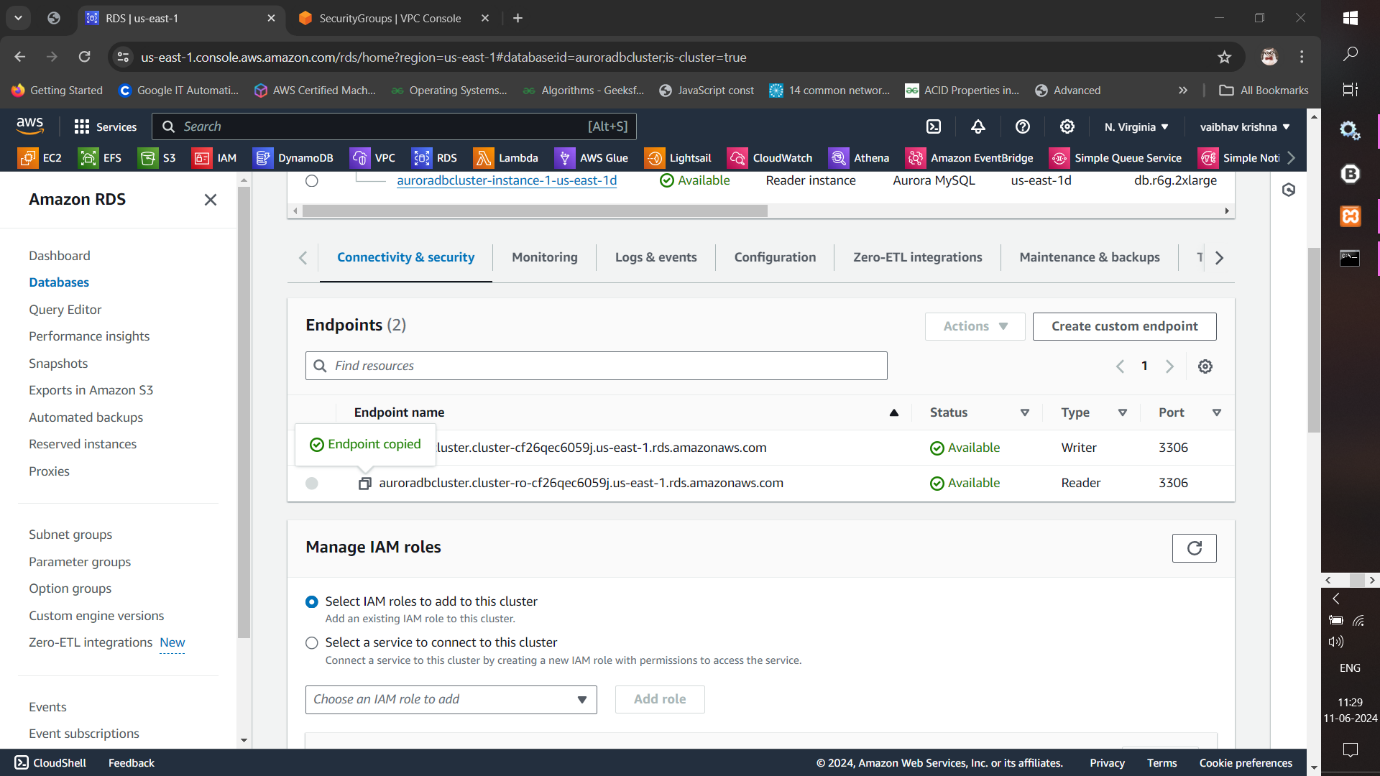 RDS | us-east-1
SecurityGroups | VPC Console
us-east-1.console.aws.amazon.com/rds/home?region=us-east-1#database:id=auroradbcluster;is-cluster=true
Getting Started
Google IT Automati...
AWS Certified Mach...
Operating Systems...
Algorithms - Geeksf...
JavaScript const
14 common networ...
ACID Properties in...
Advanced
All Bookmarks
aws
Services
Search
[Alt+S]
N. Virginia
vaibhav krishna
EC2
EFS
S3
IAM
DynamoDB
VPC
RDS
Lambda
AWS Glue
Lightsail
CloudWatch
Athena
Amazon EventBridge
Simple Queue Service
Simple Noti
Amazon RDS
Dashboard
Databases
Query Editor
Performance insights
Snapshots
Exports in Amazon S3
Automated backups
Reserved instances
Proxies
Subnet groups
Parameter groups
Option groups
Custom engine versions
Zero-ETL integrations New
Events
Event subscriptions
auroradbcluster-instance-1-us-east-1d
Available
Reader instance
Aurora MySQL
us-east-1d
db.r6g.2xlarge
Connectivity & security
Monitoring
Logs & events
Configuration
Zero-ETL integrations
Maintenance & backups
T
Endpoints (2)
Actions
Create custom endpoint
Find resources
1
Endpoint name
Status
Type
Port
Endpoint copied
cluster.cluster-cf26qec6059j.us-east-1.rds.amazonaws.com
Available
Writer
3306
auroradbcluster.cluster-ro-cf26qec6059j.us-east-1.rds.amazonaws.com
Available
Reader
3306
Manage IAM roles
Select IAM roles to add to this cluster
Add an existing IAM role to this cluster.
Select a service to connect to this cluster
Connect a service to this cluster by creating a new IAM role with permissions to access the service.
Choose an IAM role to add
Add role
CloudShell
Feedback
© 2024, Amazon Web Services, Inc. or its affiliates.
Privacy
Terms
Cookie preferences
ENG
11:29
11-06-2024